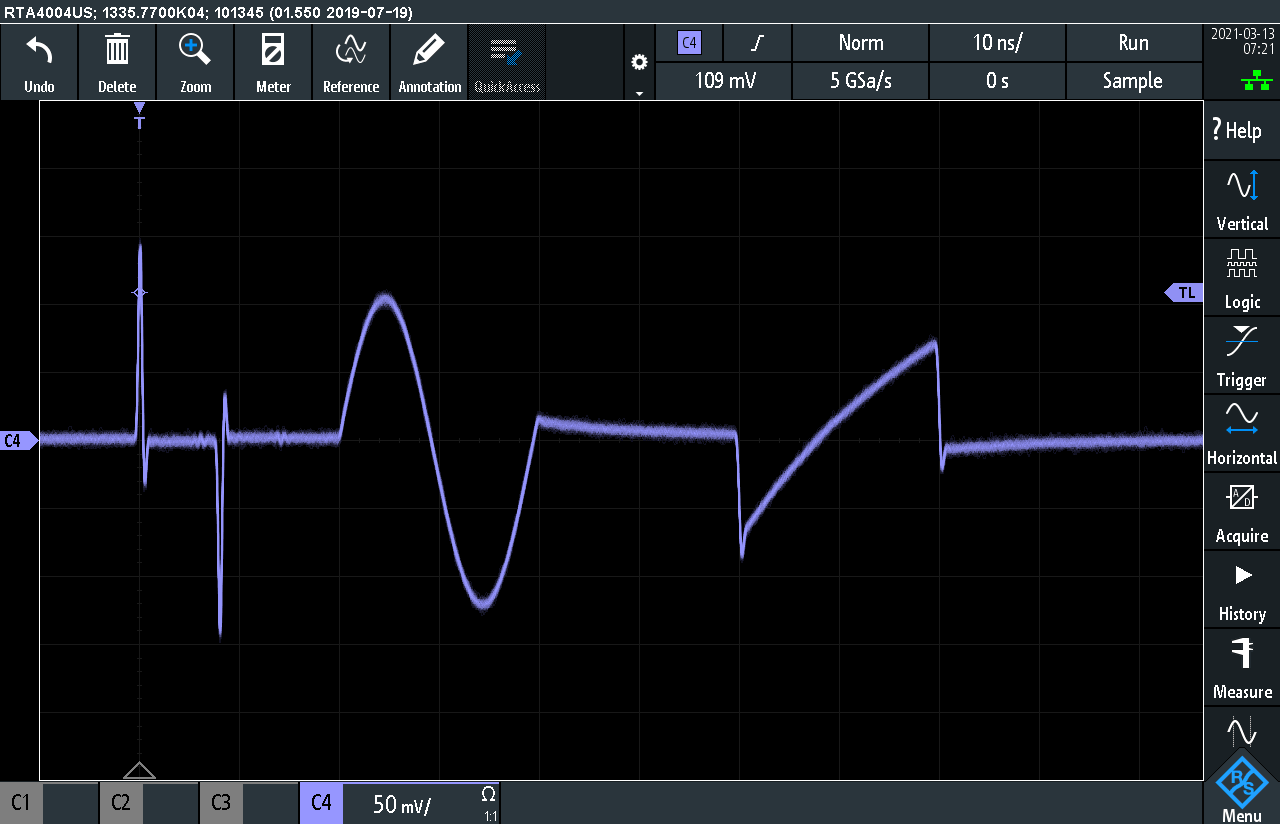 RTA4004US; 1335.7700K04; 101345 (01.550 2019-07-19)
Undo
Delete
Zoom
Meter
Reference
Annotation
QuickAccess
C4
Norm
10 ns/
Run
109 mV
5 GSa/s
0 s
Sample
2021-03-13
07:21
T
?Help
Vertical
TL
Logic
Trigger
C4
Horizontal
A
D
Acquire
History
Measure
R
S
Menu
C1
C2
C3
C4
50 mV/
Ω
1:1